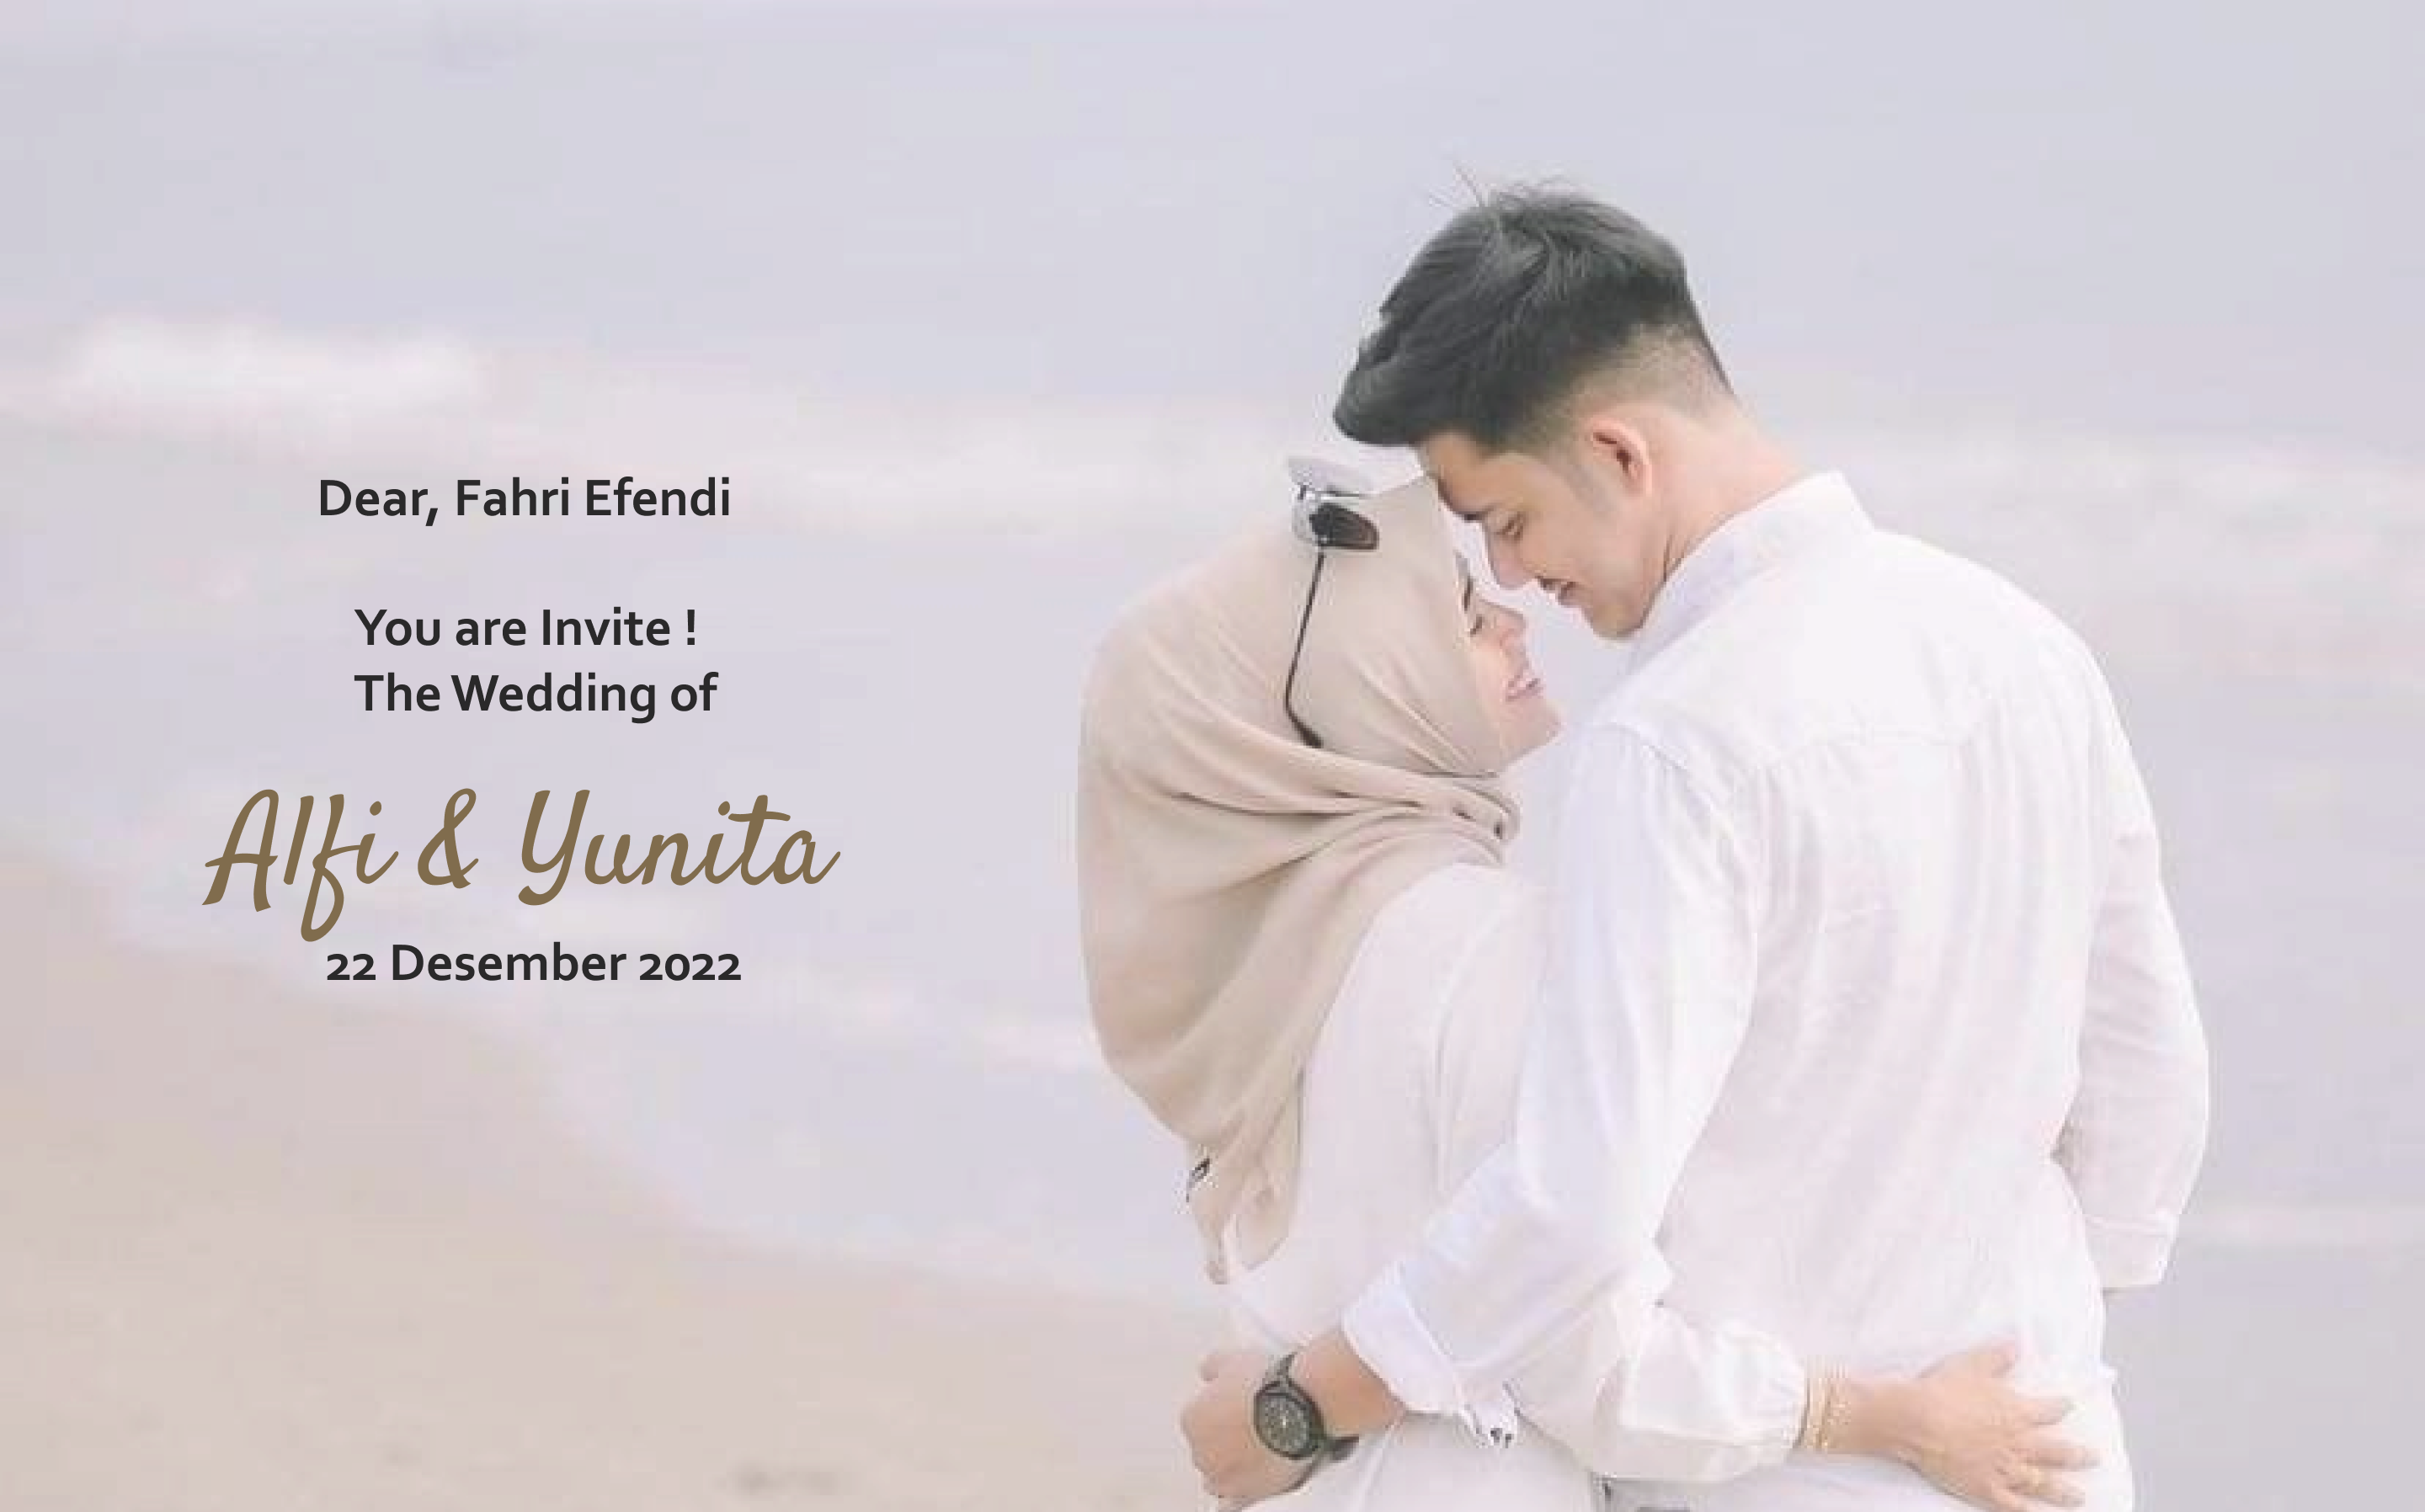 Dear, Fahri Efendi
You are Invite !
The Wedding of
Alfi & Yunita
22 Desember 2022